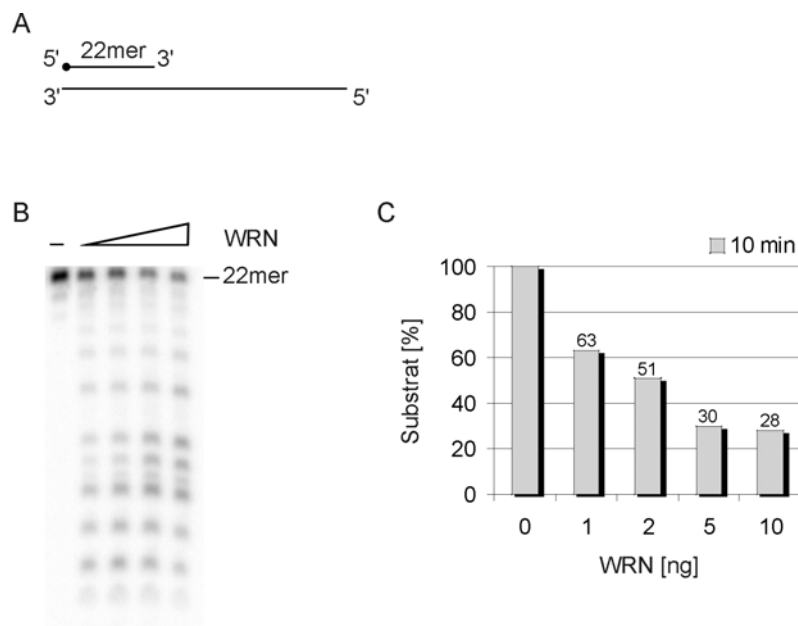 A
5' 22mer 3'
3' 5'
B
– WRN
22mer
C
10 min
Substrat [%]
100
80
60
40
20
0
63
51
30
28
0 1 2 5 10
WRN [ng]